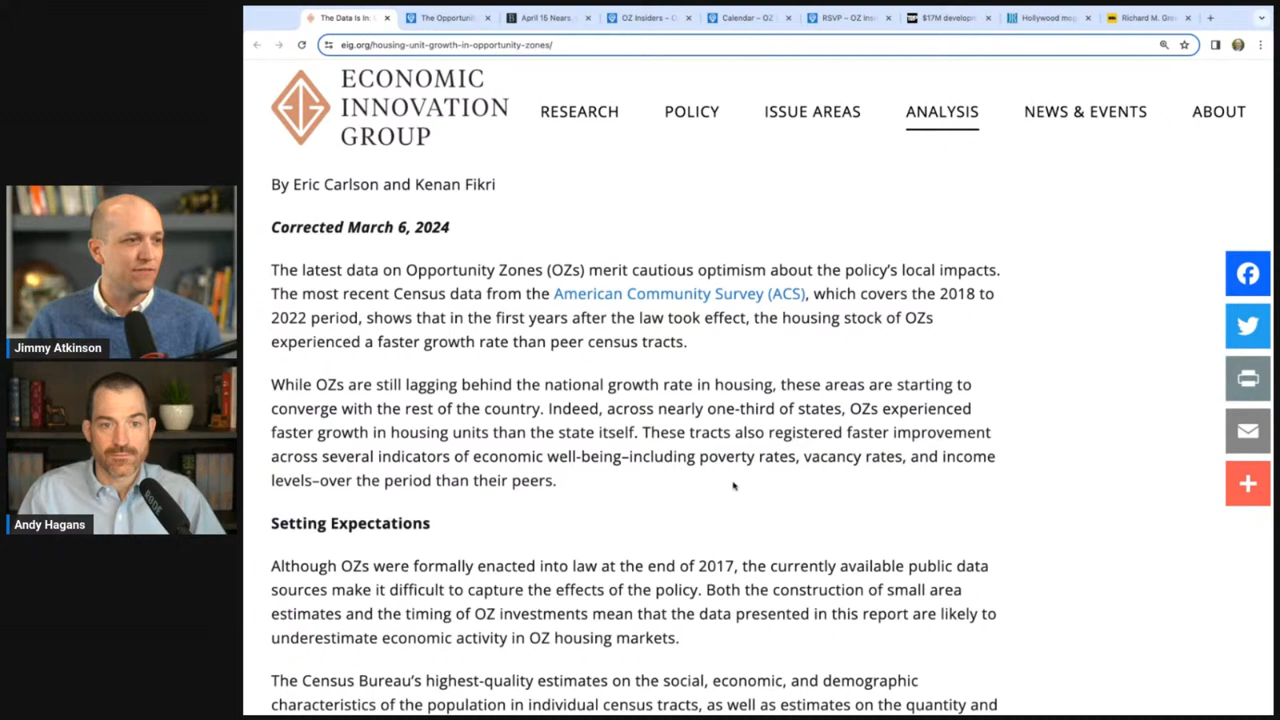 The Data Is In:
The Opportunity
April 15 Nears
OZ Insiders – O
Calendar – OZ
RSVP – OZ Ins
$17M develop
Hollywood mog
Richard M. Gre
eig.org/housing-unit-growth-in-opportunity-zones/
ECONOMIC
INNOVATION
GROUP
RESEARCH
POLICY
ISSUE AREAS
ANALYSIS
NEWS & EVENTS
ABOUT
By Eric Carlson and Kenan Fikri
Corrected March 6, 2024
The latest data on Opportunity Zones (OZs) merit cautious optimism about the policy's local impacts.
The most recent Census data from the American Community Survey (ACS), which covers the 2018 to
2022 period, shows that in the first years after the law took effect, the housing stock of OZs
experienced a faster growth rate than peer census tracts.
While OZs are still lagging behind the national growth rate in housing, these areas are starting to
converge with the rest of the country. Indeed, across nearly one-third of states, OZs experienced
faster growth in housing units than the state itself. These tracts also registered faster improvement
across several indicators of economic well-being–including poverty rates, vacancy rates, and income
levels–over the period than their peers.
Setting Expectations
Although OZs were formally enacted into law at the end of 2017, the currently available public data
sources make it difficult to capture the effects of the policy. Both the construction of small area
estimates and the timing of OZ investments mean that the data presented in this report are likely to
underestimate economic activity in OZ housing markets.
The Census Bureau's highest-quality estimates on the social, economic, and demographic
characteristics of the population in individual census tracts, as well as estimates on the quantity and
Jimmy Atkinson
Andy Hagans
RODE